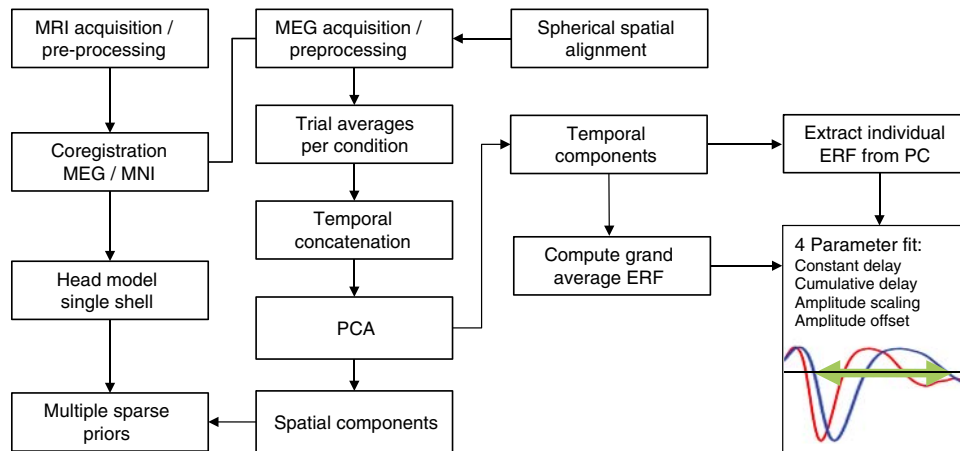 MRI acquisition /
pre-processing
MEG acquisition /
preprocessing
Spherical spatial
alignment
Coregistration
MEG / MNI
Trial averages
per condition
Temporal
components
Extract individual
ERF from PC
Temporal
concatenation
Head model
single shell
Compute grand
average ERF
4 Parameter fit:
Constant delay
Cumulative delay
Amplitude scaling
Amplitude offset
PCA
Multiple sparse
priors
Spatial components